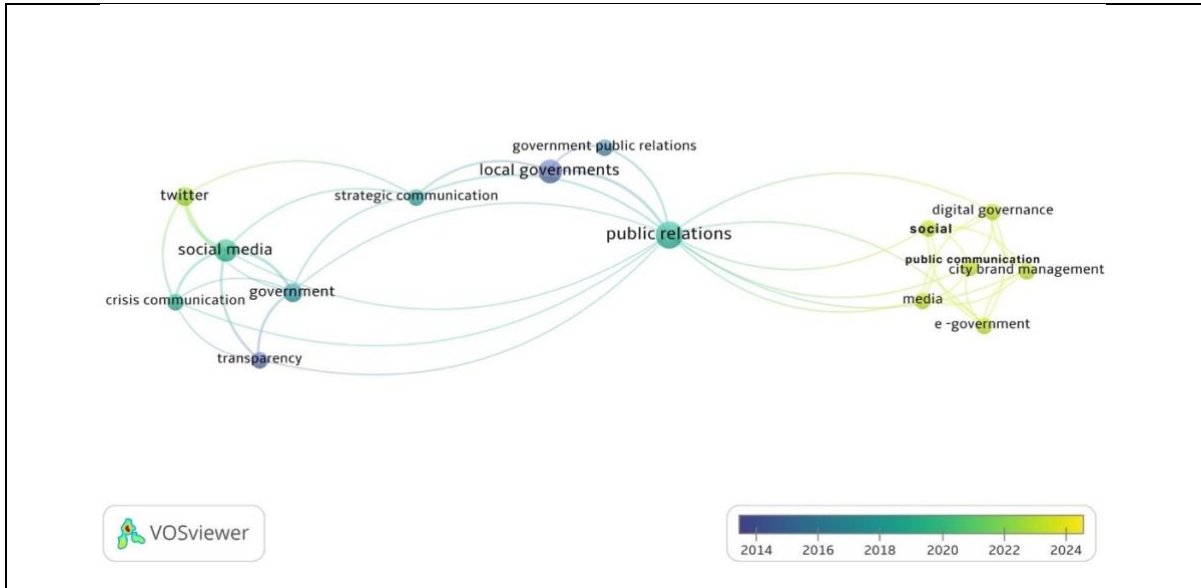 government public relations
local governments
twitter
strategic communication
digital governance
social
public relations
social media
public communication
city brand management
crisis communication
government
media
e -government
transparency
VOSviewer
2014 2016 2018 2020 2022 2024